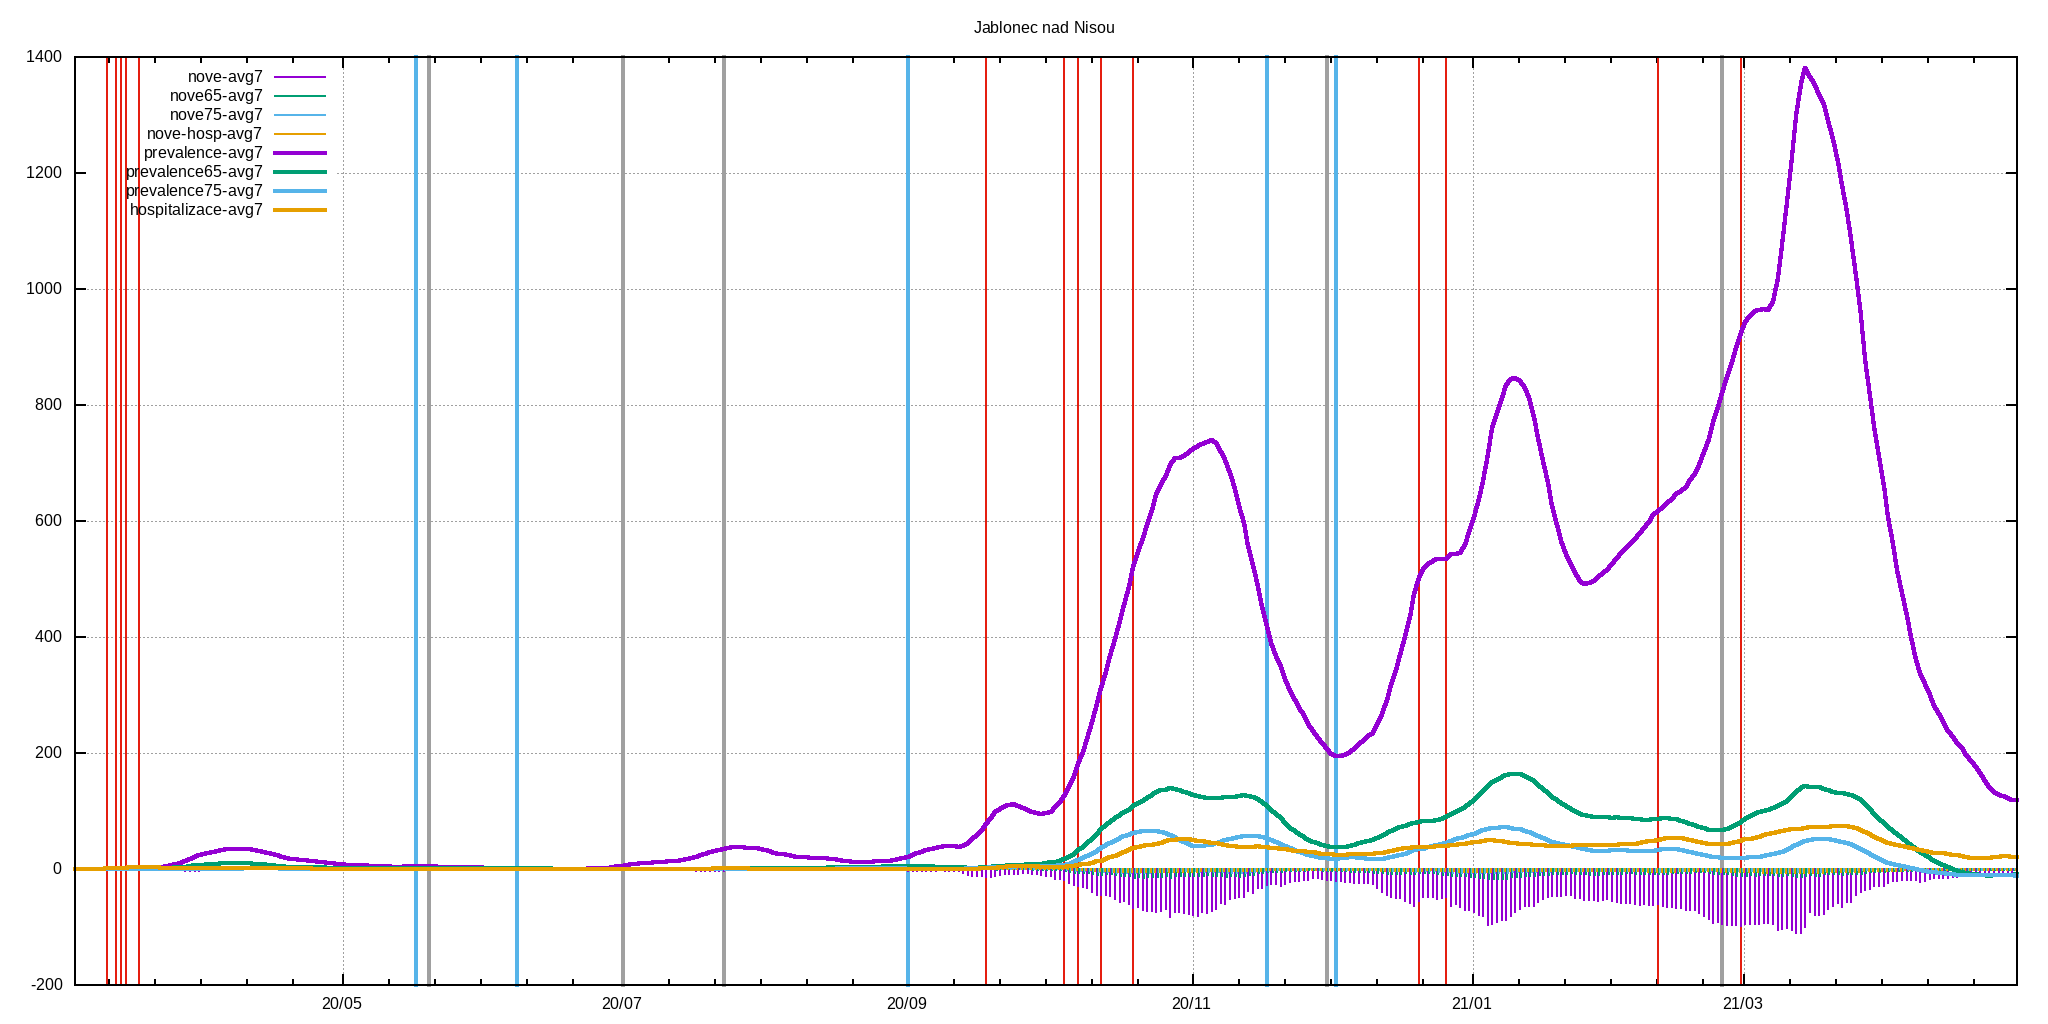 Jablonec nad Nisou
1400
1200
1000
800
600
400
200
0
-200
nove-avg7
nove65-avg7
nove75-avg7
nove-hosp-avg7
prevalence-avg7
prevalence65-avg7
prevalence75-avg7
hospitalizace-avg7
20/05 20/07 20/09 20/11 21/01 21/03